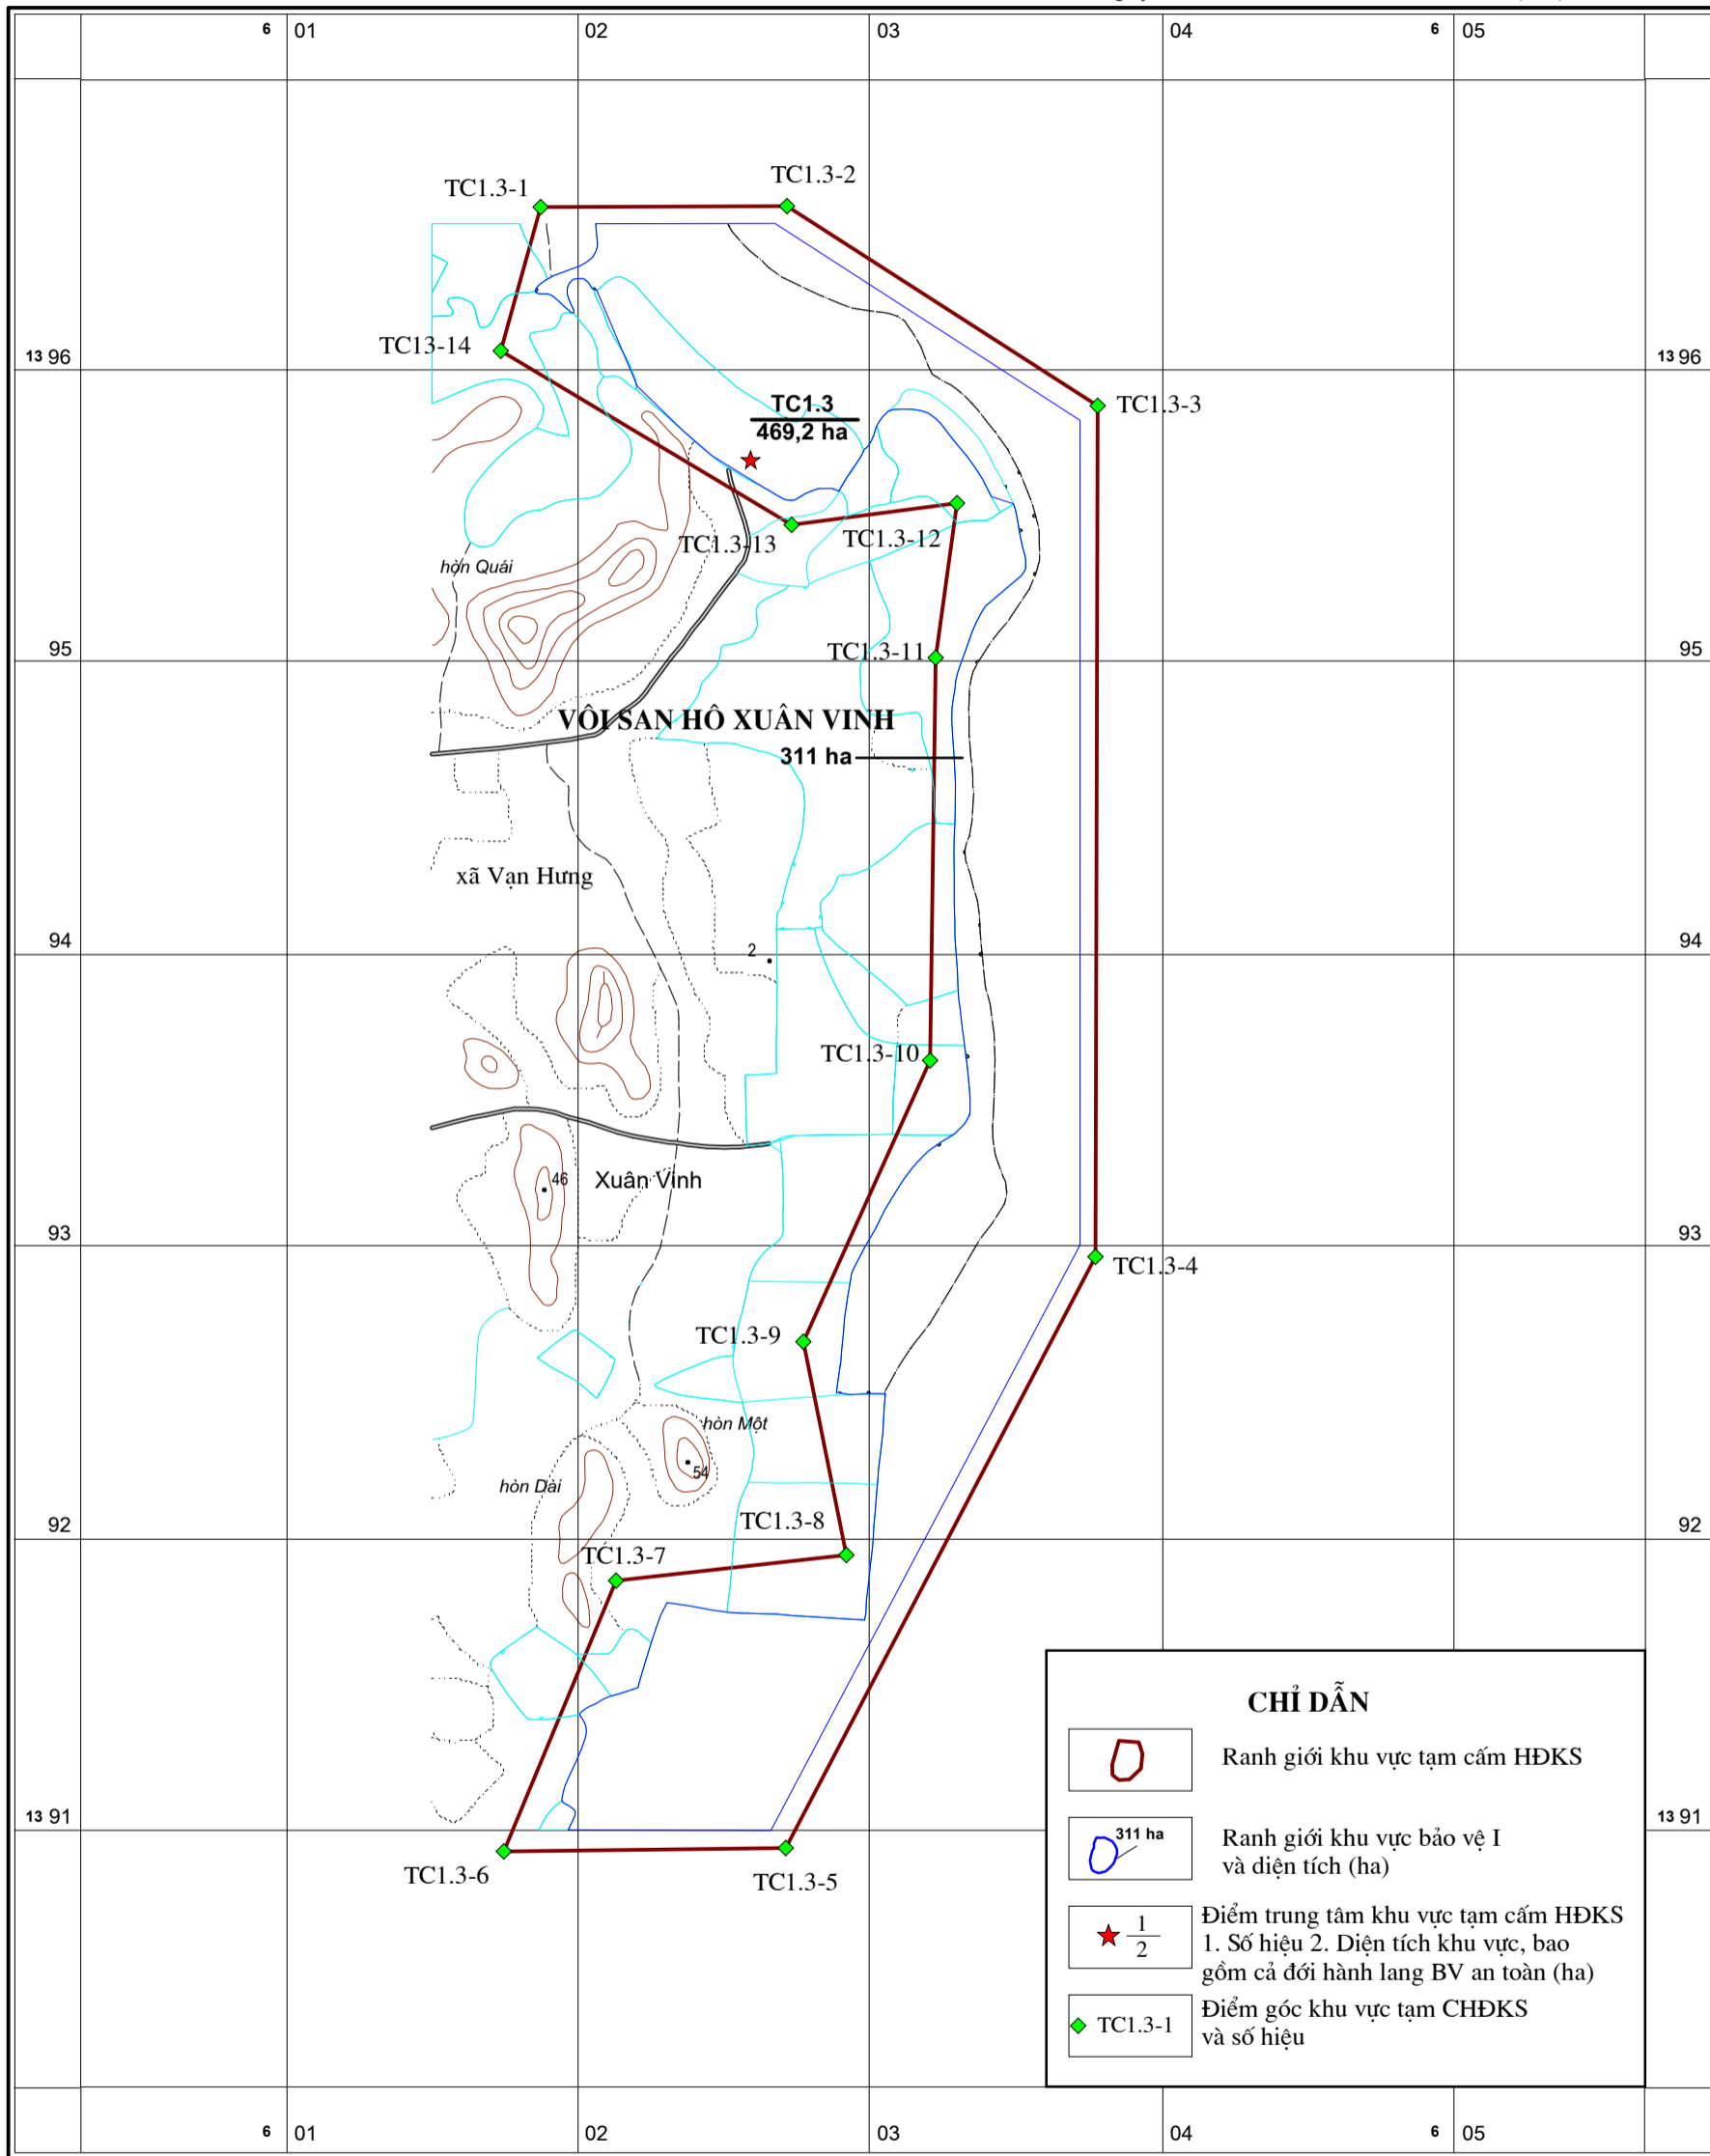 6 01 02 03 04 6 05
TC1.3-1
TC1.3-2
TC13-14
13 96
13 96
TC1.3-3
TC1.3
469,2 ha
TC1.3-13
TC1.3-12
hòn Quái
95
TC1.3-11
95
VÔI SAN HÔ XUÂN VINH
311 ha
xã Vạn Hưng
94
2
94
TC1.3-10
46
Xuân Vinh
93
93
TC1.3-4
TC1.3-9
hòn Một
54
hòn Dài
92
TC1.3-8
92
TC1.3-7
13 91
13 91
TC1.3-6
TC1.3-5
CHỈ DẪN
Ranh giới khu vực tạm cấm HĐKS
311 ha
Ranh giới khu vực bảo vệ I
và diện tích (ha)
1
2
Điểm trung tâm khu vực tạm cấm HĐKS
1. Số hiệu 2. Diện tích khu vực, bao
gồm cả đới hành lang BV an toàn (ha)
TC1.3-1
Điểm góc khu vực tạm CHĐKS
và số hiệu
6 01 02 03 04 6 05